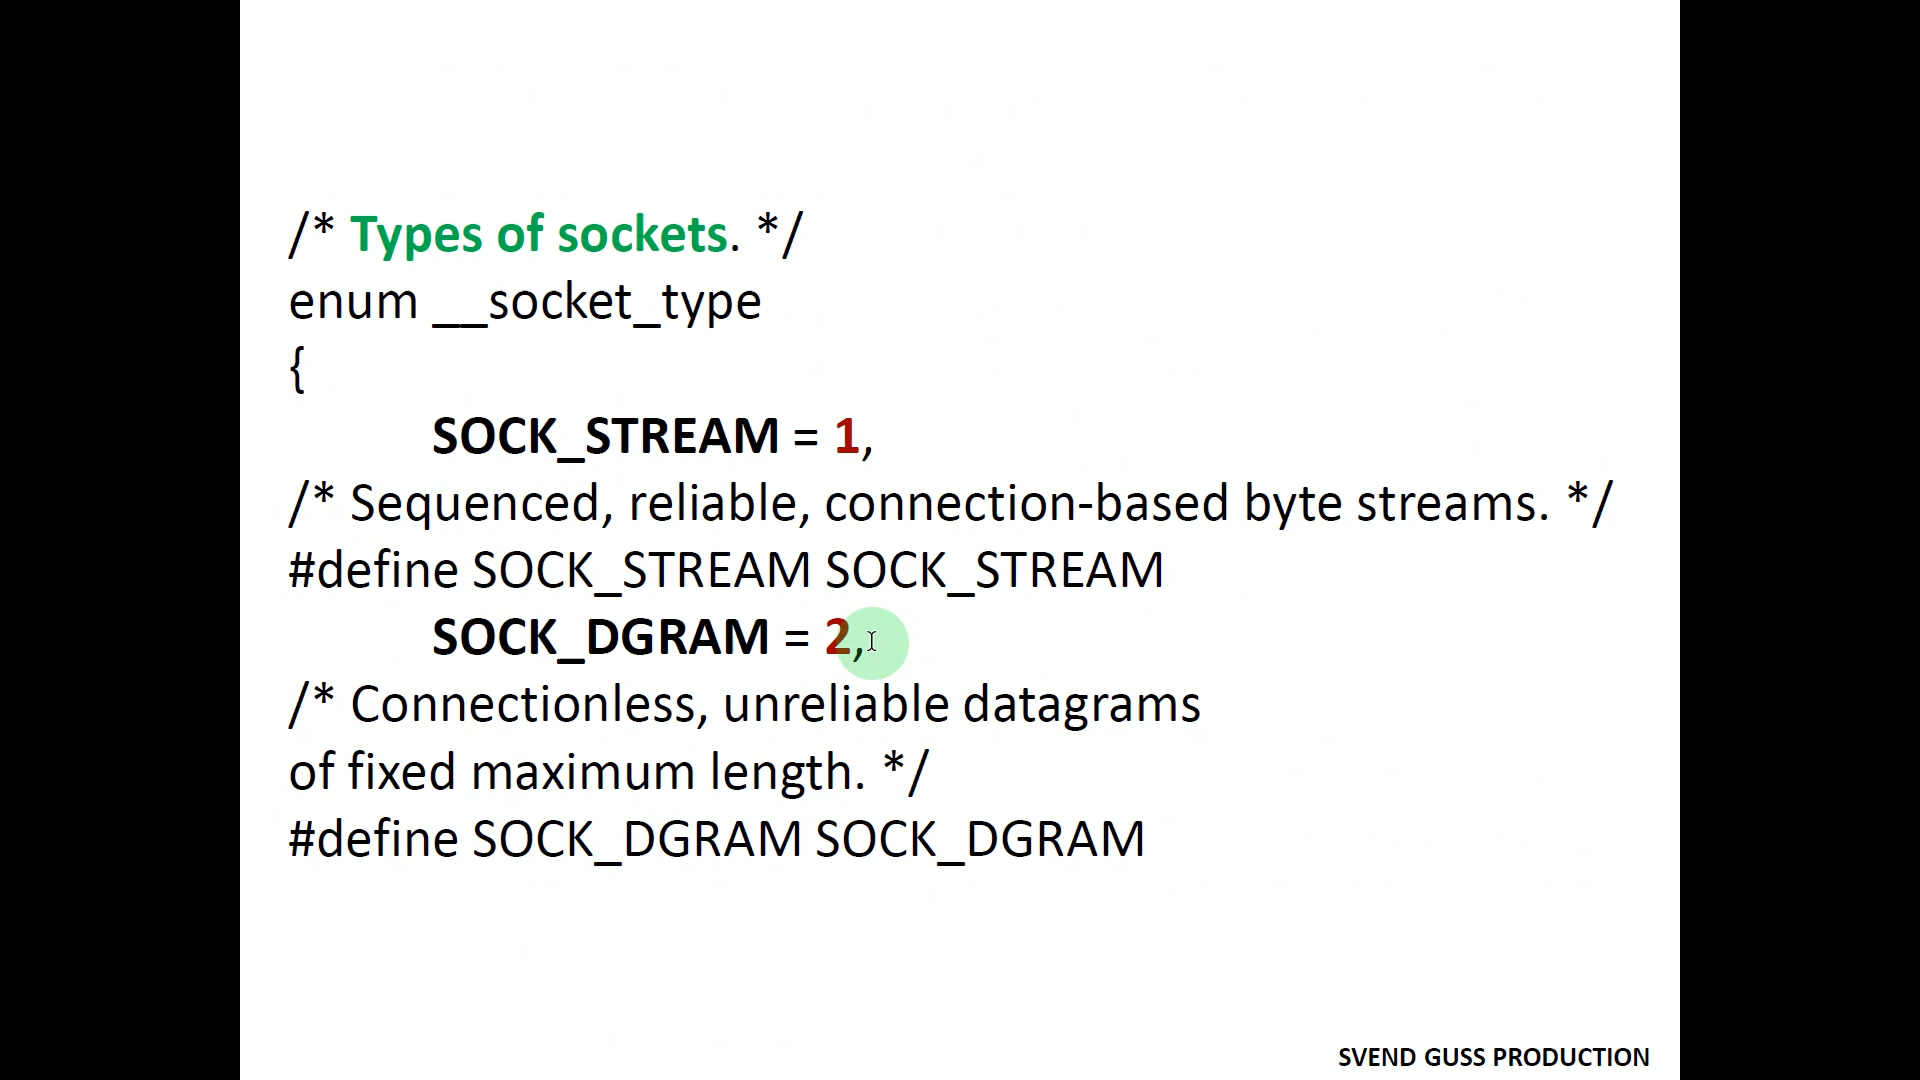 /* Types of sockets. */
enum __socket_type
{
SOCK_STREAM = 1,
/* Sequenced, reliable, connection-based byte streams. */
#define SOCK_STREAM SOCK_STREAM
SOCK_DGRAM = 2,
/* Connectionless, unreliable datagrams
of fixed maximum length. */
#define SOCK_DGRAM SOCK_DGRAM
SVEND GUSS PRODUCTION